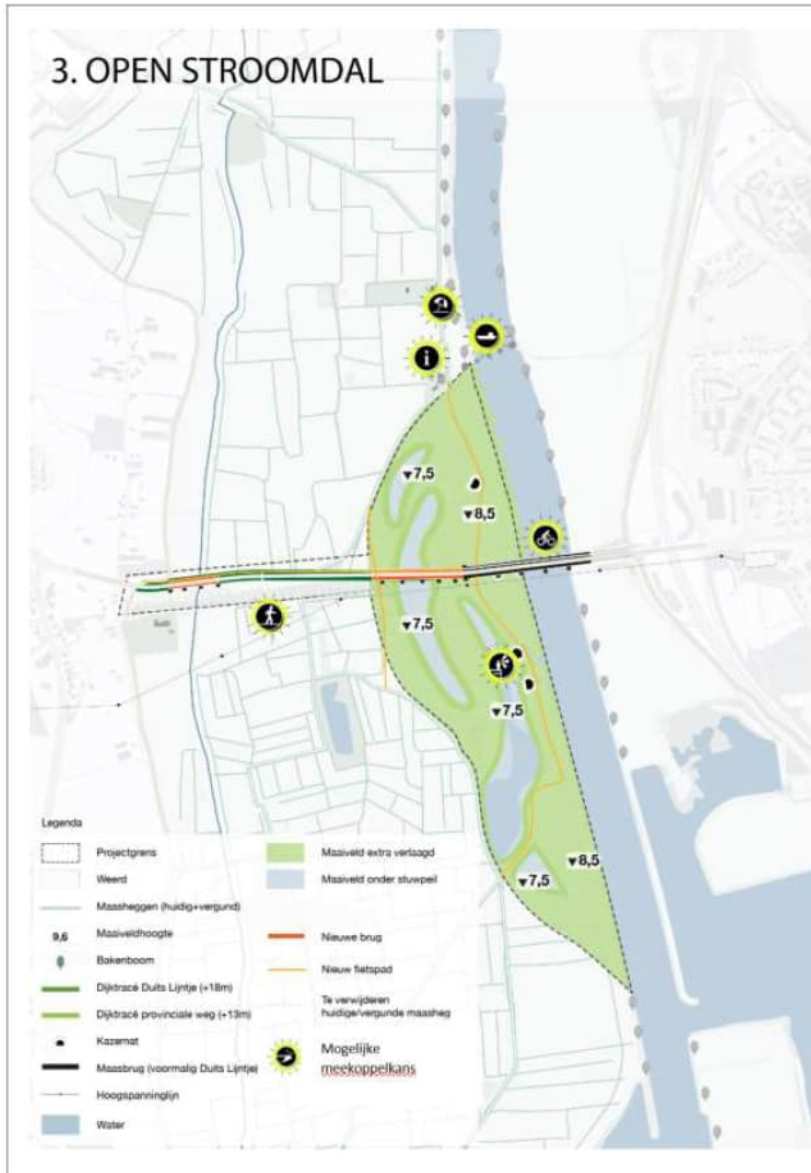 3. OPEN STROOMDAL
i
7,5
8,5
7,5
7,5
8,5
7,5
Legenda
Projectgrens
Weerd
Maasheggen (huidig+vergund)
9,6 Maaiveldhoogte
Bakenboom
Dijktracé Duits Lijntje (+18m)
Dijktracé provinciale weg (+13m)
Kazemat
Maasbrug (voormalig Duits Lijntje)
Hoogspanninglijn
Water
Maaiveld extra verlaagd
Maaiveld onder stuwpeil
Nieuwe brug
Nieuw fietspad
Te verwijderen
huidige/vergunde maasheg
Mogelijke
meekoppelkans